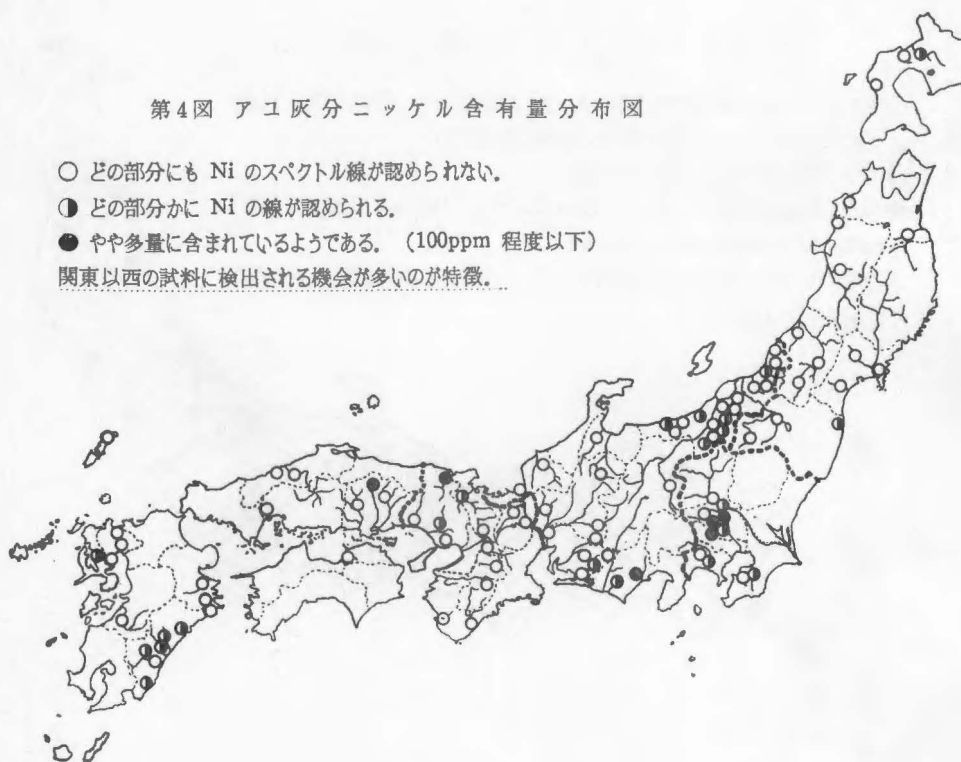 第4図 アユ灰分ニッケル含有量分布図
○ どの部分にも Ni のスペクトル線が認められない。
◑ どの部分かに Ni の線が認められる。
● やや多量に含まれているようである。 (100ppm 程度以下)
関東以西の試料に検出される機会が多いのが特徴。